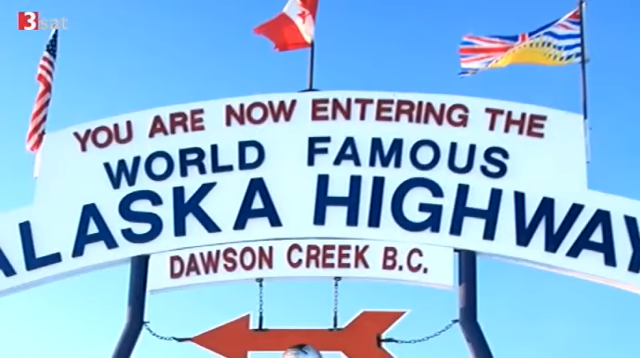 3sat
YOU ARE NOW ENTERING THE
WORLD FAMOUS
ALASKA HIGHWAY
DAWSON CREEK B.C.